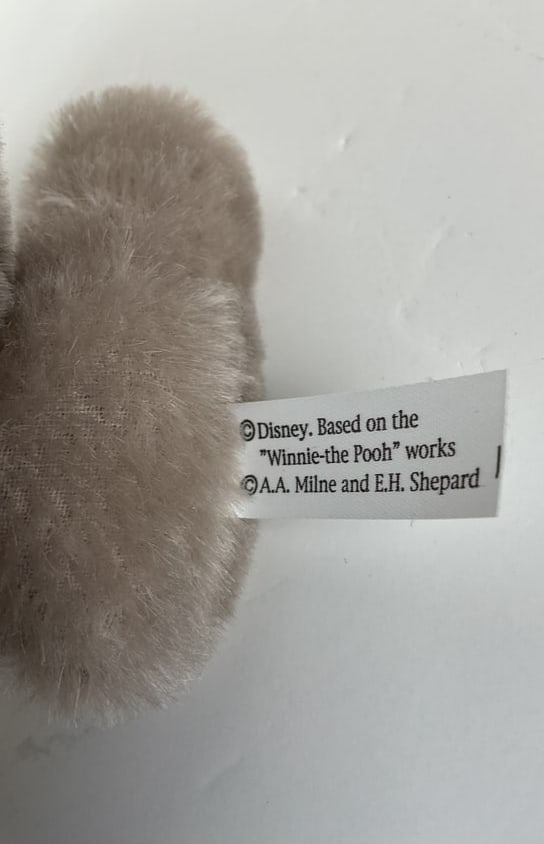 ©Disney. Based on the
"Winnie-the Pooh" works
©A.A. Milne and E.H. Shepard